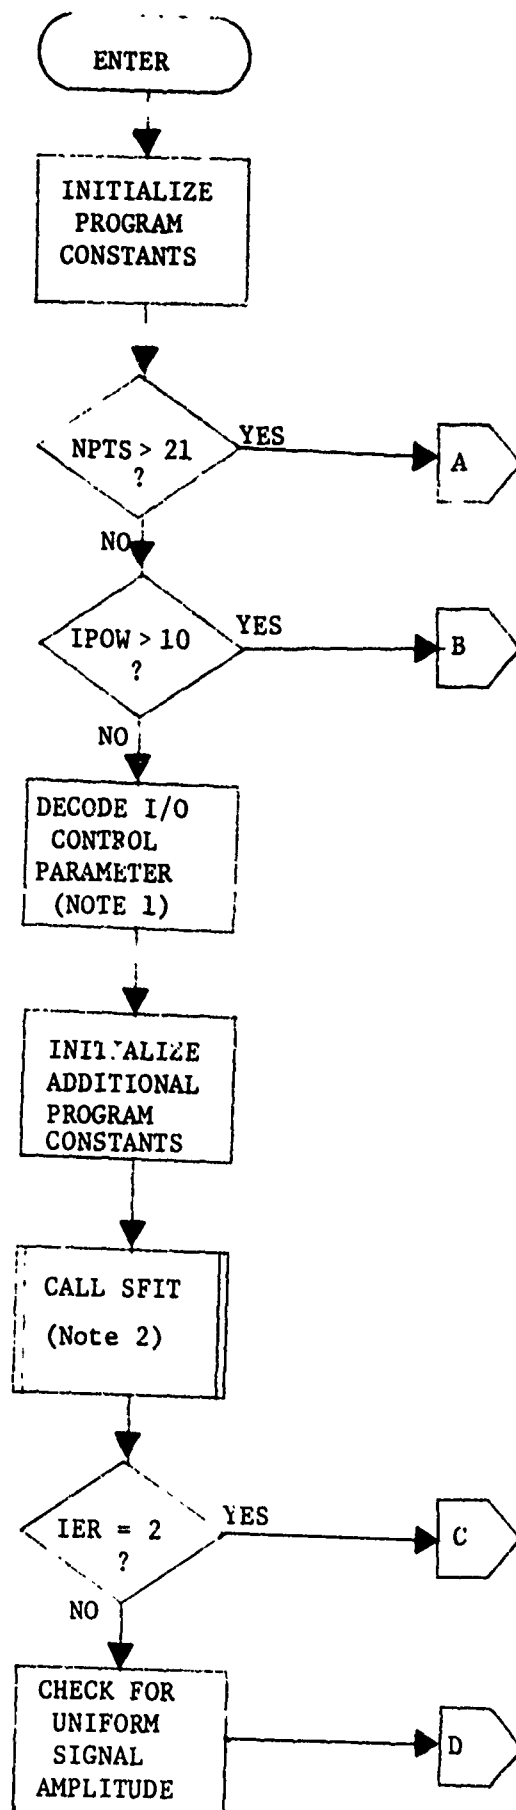 ENTER
INITIALIZE
PROGRAM
CONSTANTS
NPTS > 21
?
YES
A
NO
IPOW > 10
?
YES
B
NO
DECODE I/O
CONTROL
PARAMETER
(NOTE 1)
INITIALIZE
ADDITIONAL
PROGRAM
CONSTANTS
CALL SFIT
(Note 2)
IER = 2
?
YES
C
NO
CHECK FOR
UNIFORM
SIGNAL
AMPLITUDE
D